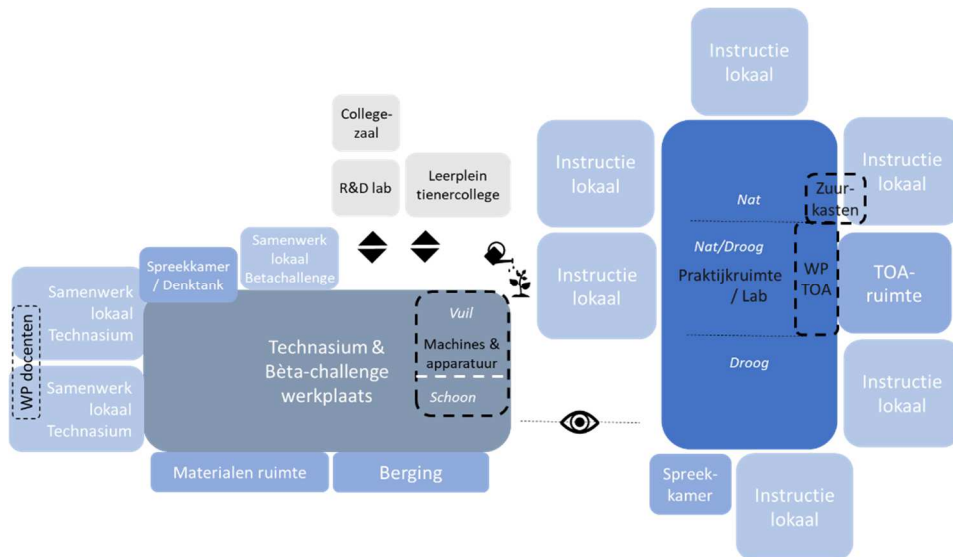 Instructie
lokaal
College-
zaal
R&D lab
Leerplein
tienercollege
Instructie
lokaal
Nat
Zuur-
kasten
Instructie
lokaal
Samenwerk
lokaal
Betachallenge
Spreekkamer
/ Denktank
Nat/Droog
Praktijkruimte
/ Lab
WP
TOA
TOA-
ruimte
Instructie
lokaal
Samenwerk
lokaal
Technasium
WP docenten
Samenwerk
lokaal
Technasium
Technasium &
Bèta-challenge
werkplaats
Vuil
Machines &
apparatuur
Schoon
Droog
Instructie
lokaal
Materialen ruimte
Berging
Spreek-
kamer
Instructie
lokaal